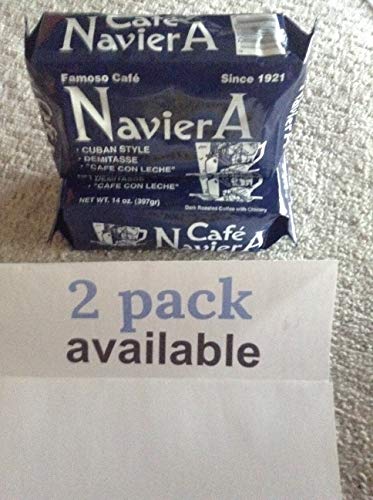 Café
NavierA
Famoso Café Since 1921
NavierA
• CUBAN STYLE
• DEMITASSE
• "CAFE CON LECHE"
DEMITASSE
• "CAFE CON LECHE"
NET WT. 14 oz. (397gr)
Dark Roasted Coffee with Chicory
Café
NavierA
2 pack
available